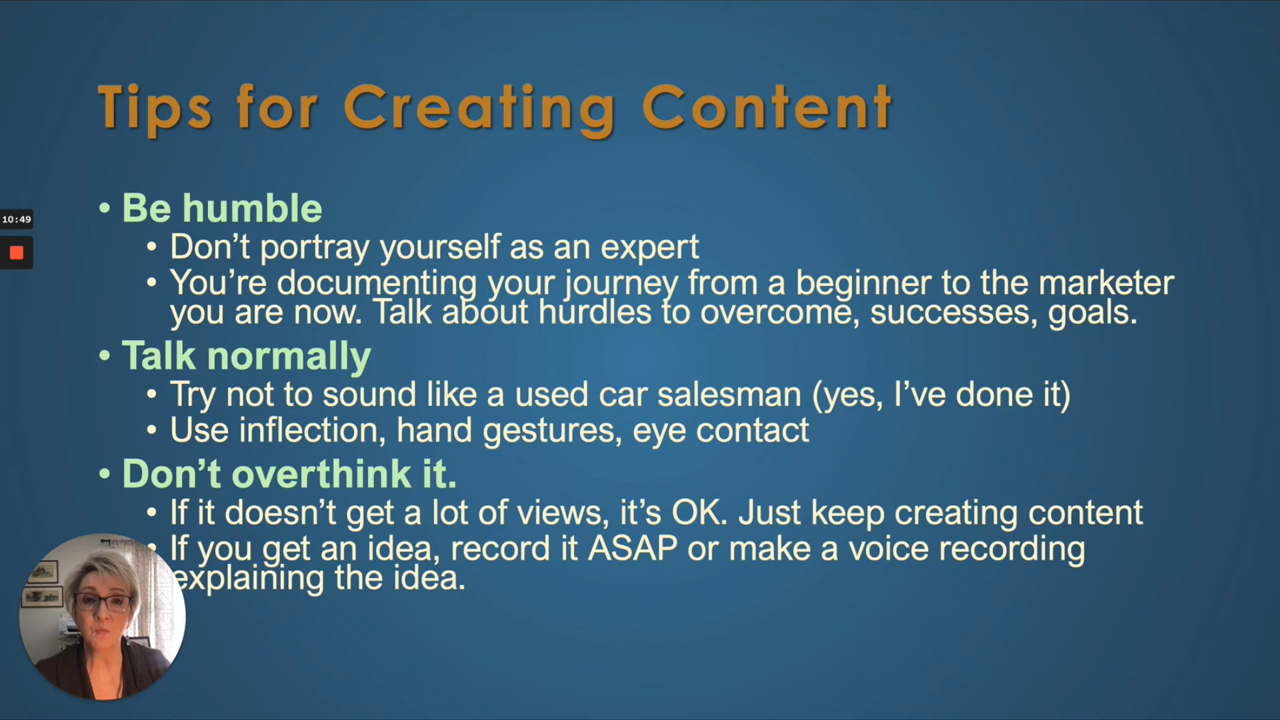 Tips for Creating Content
• Be humble
• Don’t portray yourself as an expert
10:49
• You’re documenting your journey from a beginner to the marketer
you are now. Talk about hurdles to overcome, successes, goals.
• Talk normally
• Try not to sound like a used car salesman (yes, I’ve done it)
• Use inflection, hand gestures, eye contact
• Don’t overthink it.
• If it doesn’t get a lot of views, it’s OK. Just keep creating content
• If you get an idea, record it ASAP or make a voice recording
explaining the idea.